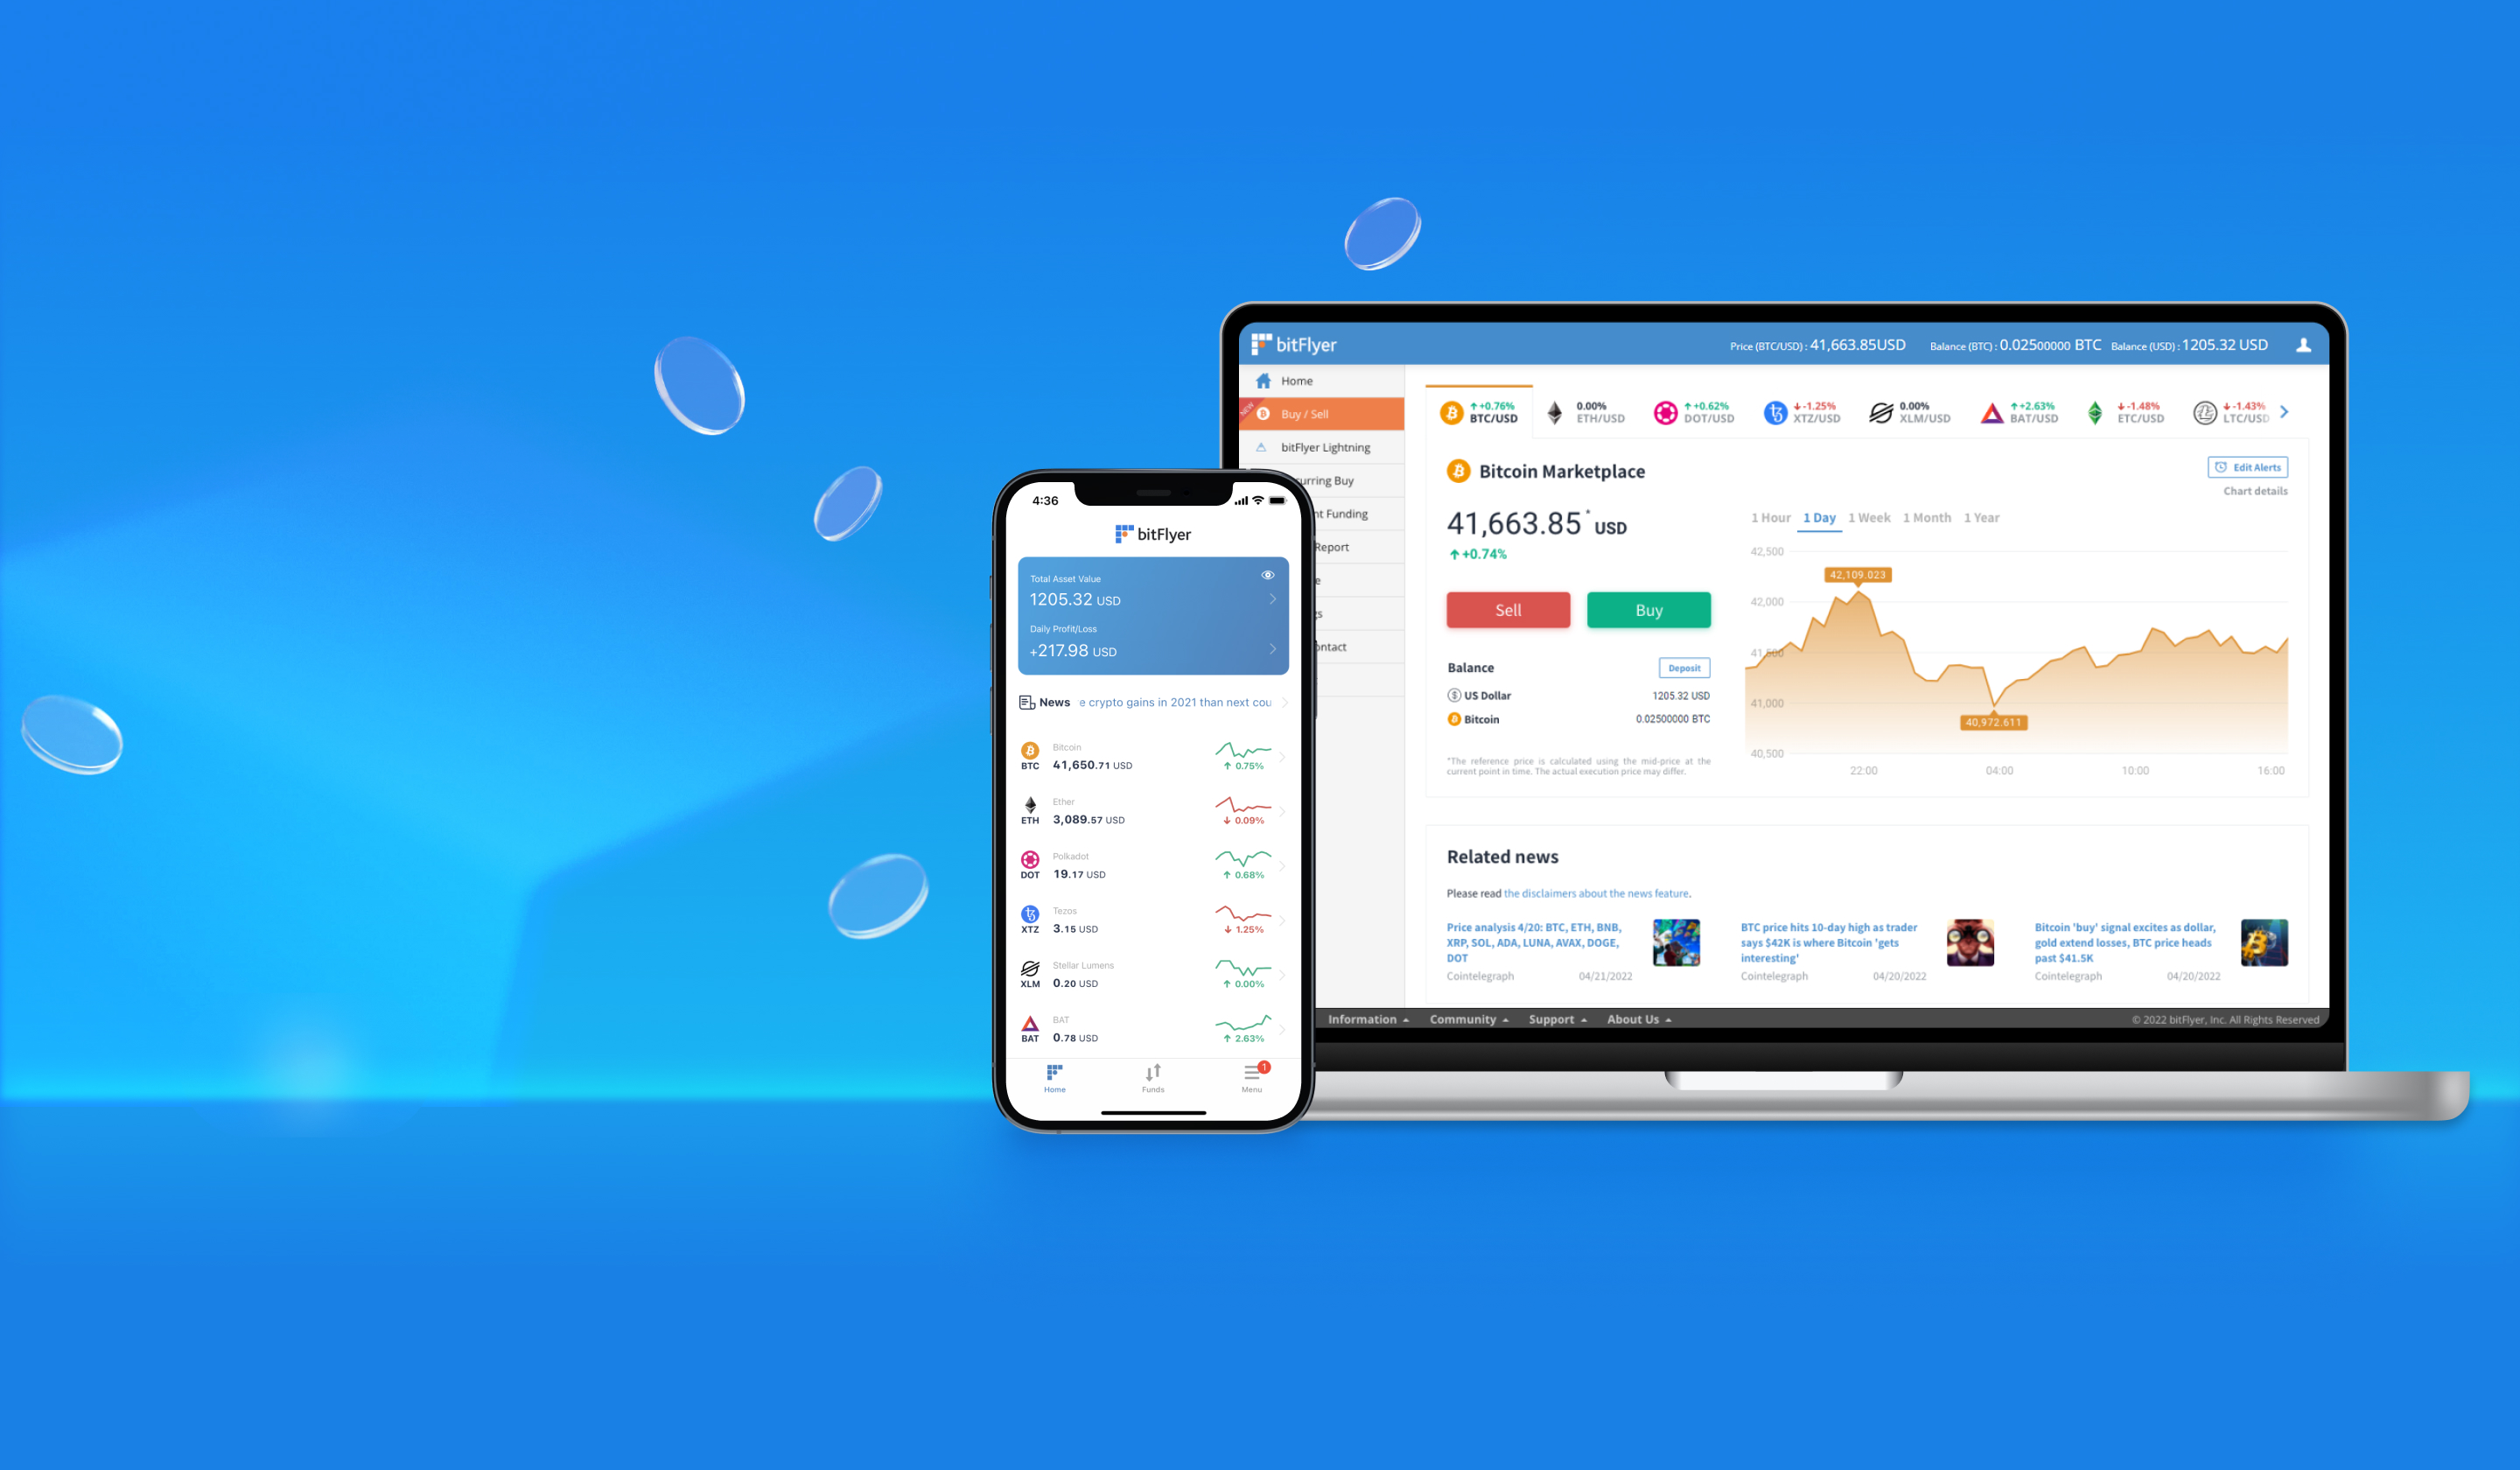 bitFlyer
Price (BTC/USD) : 41,663.85USD Balance (BTC) : 0.02500000 BTC Balance (USD) : 1205.32 USD
Home
NEW
Buy / Sell
bitFlyer Lightning
urring Buy
nt Funding
Report
e
gs
ontact
+0.76%
BTC/USD
0.00%
ETH/USD
+0.62%
DOT/USD
-1.25%
XTZ/USD
0.00%
XLM/USD
+2.63%
BAT/USD
-1.48%
ETC/USD
-1.43%
LTC/USD
Bitcoin Marketplace
Edit Alerts
Chart details
41,663.85* USD
+0.74%
Sell
Buy
Balance
Deposit
US Dollar 1205.32 USD
Bitcoin 0.02500000 BTC
*The reference price is calculated using the mid-price at the
current point in time. The actual execution price may differ.
1 Hour 1 Day 1 Week 1 Month 1 Year
42,500
42,109.023
42,000
41,500
41,000
40,972.611
40,500
22:00 04:00 10:00 16:00
Related news
Please read the disclaimers about the news feature.
Price analysis 4/20: BTC, ETH, BNB,
XRP, SOL, ADA, LUNA, AVAX, DOGE,
DOT
Cointelegraph 04/21/2022
BTC price hits 10-day high as trader
says $42K is where Bitcoin 'gets
interesting'
Cointelegraph 04/20/2022
Bitcoin 'buy' signal excites as dollar,
gold extend losses, BTC price heads
past $41.5K
Cointelegraph 04/20/2022
Information Community Support About Us
© 2022 bitFlyer, Inc. All Rights Reserved
4:36
bitFlyer
Total Asset Value
1205.32 USD
Daily Profit/Loss
+217.98 USD
News e crypto gains in 2021 than next cou
Bitcoin
BTC 41,650.71 USD 0.75%
Ether
ETH 3,089.57 USD 0.09%
Polkadot
DOT 19.17 USD 0.68%
Tezos
XTZ 3.15 USD 1.25%
Stellar Lumens
XLM 0.20 USD 0.00%
BAT
BAT 0.78 USD 2.63%
1
Home Funds Menu